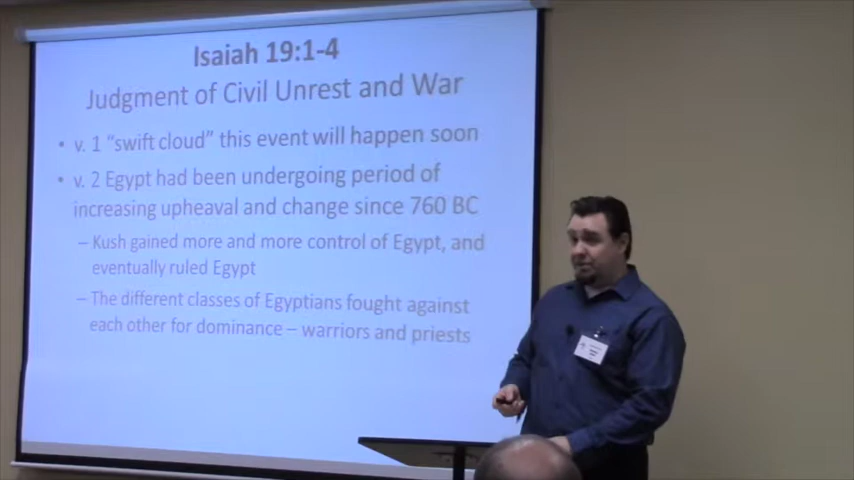 Isaiah 19:1-4
Judgment of Civil Unrest and War
• v. 1 "swift cloud" this event will happen soon
• v. 2 Egypt had been undergoing period of
increasing upheaval and change since 760 BC
– Kush gained more and more control of Egypt, and
eventually ruled Egypt
– The different classes of Egyptians fought against
each other for dominance – warriors and priests